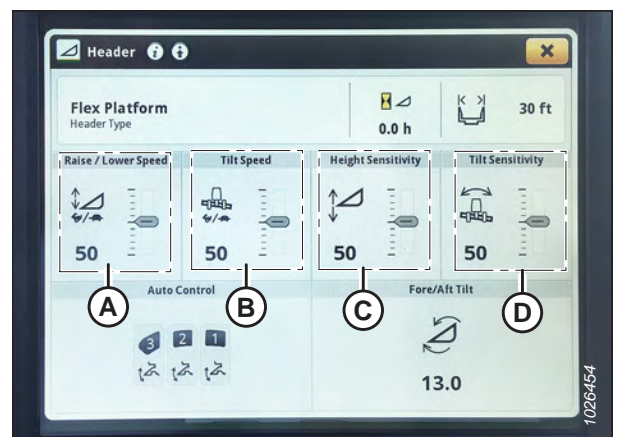 Header
Flex Platform
Header Type
0.0 h
30 ft
Raise / Lower Speed
Tilt Speed
Height Sensitivity
Tilt Sensitivity
50
50
50
50
A
B
C
D
Auto Control
Fore/Aft Tilt
3 2 1
13.0
1026454